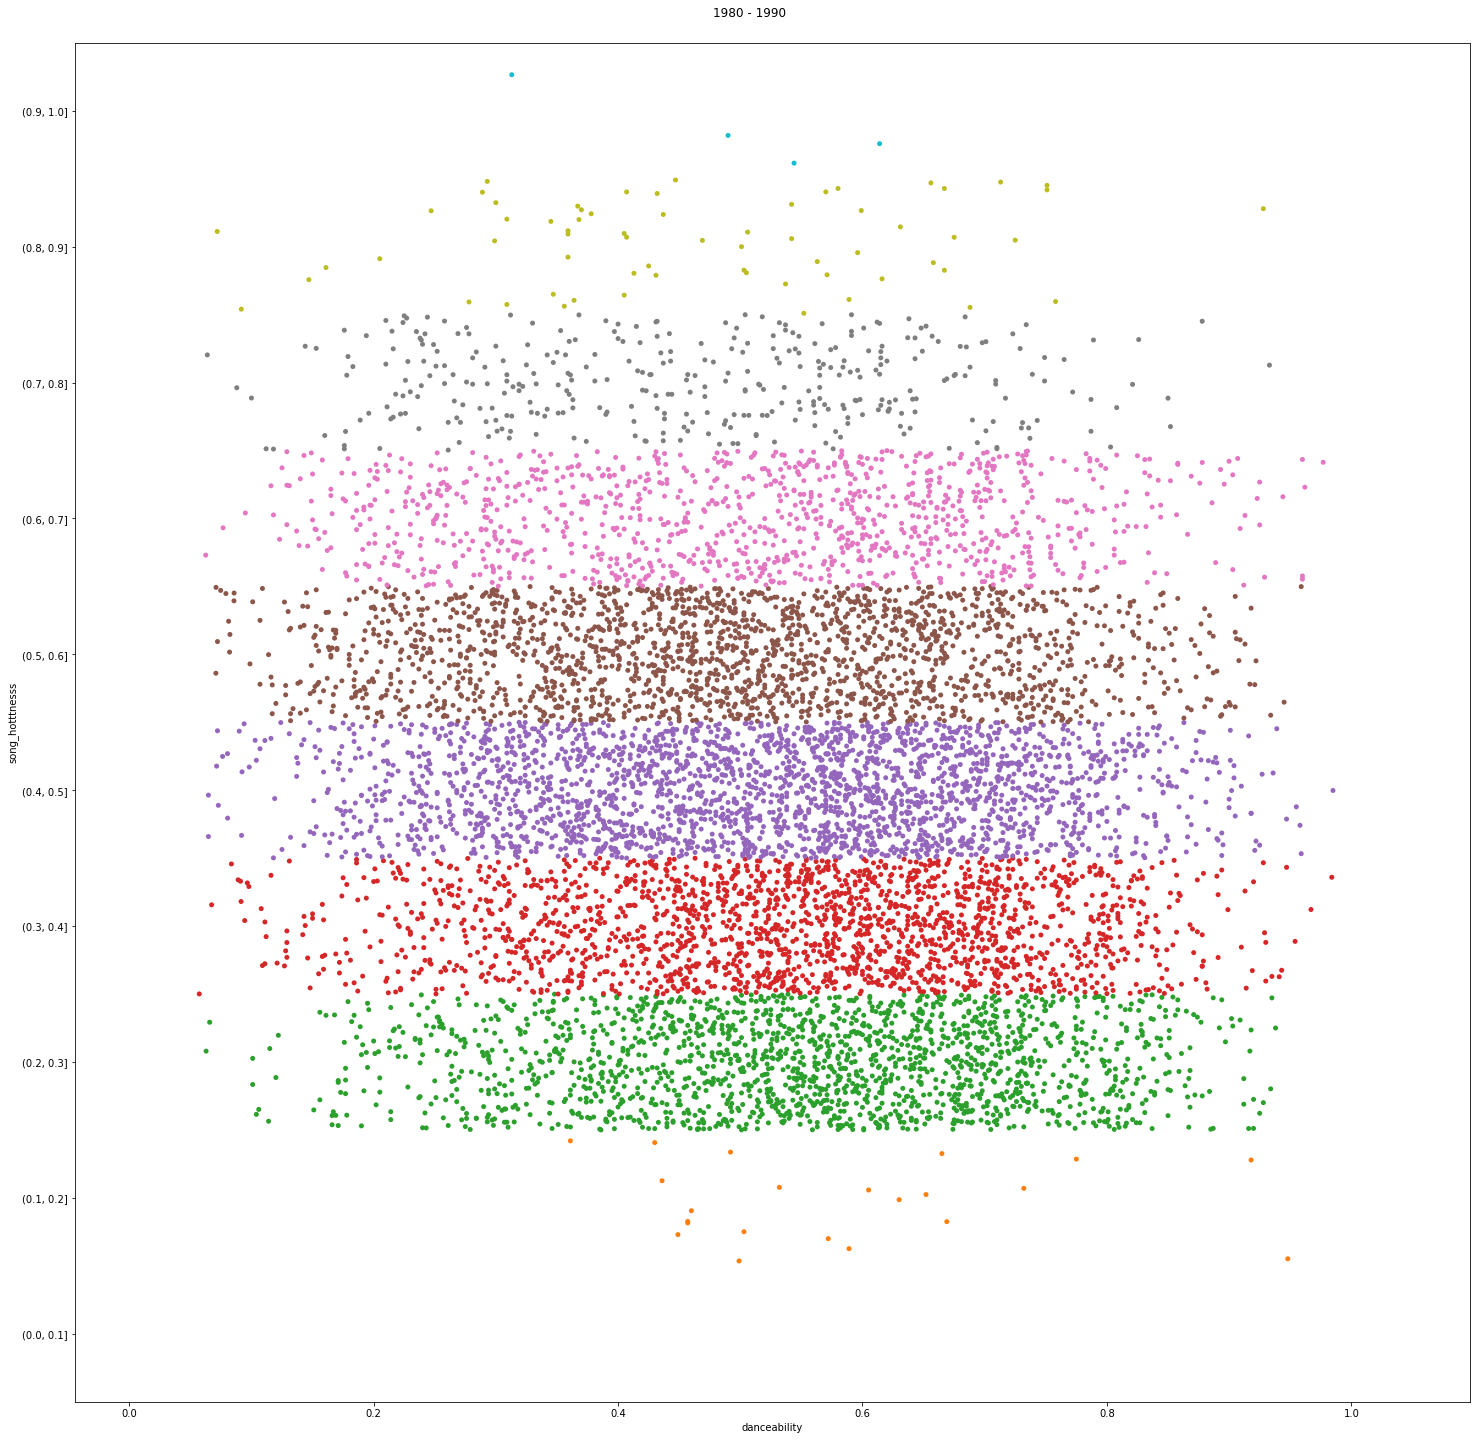 1980 - 1990
(0.9, 1.0]
(0.8, 0.9]
(0.7, 0.8]
(0.6, 0.7]
(0.5, 0.6]
(0.4, 0.5]
(0.3, 0.4]
(0.2, 0.3]
(0.1, 0.2]
(0.0, 0.1]
song_hotttnesss
0.0 0.2 0.4 0.6 0.8 1.0
danceability